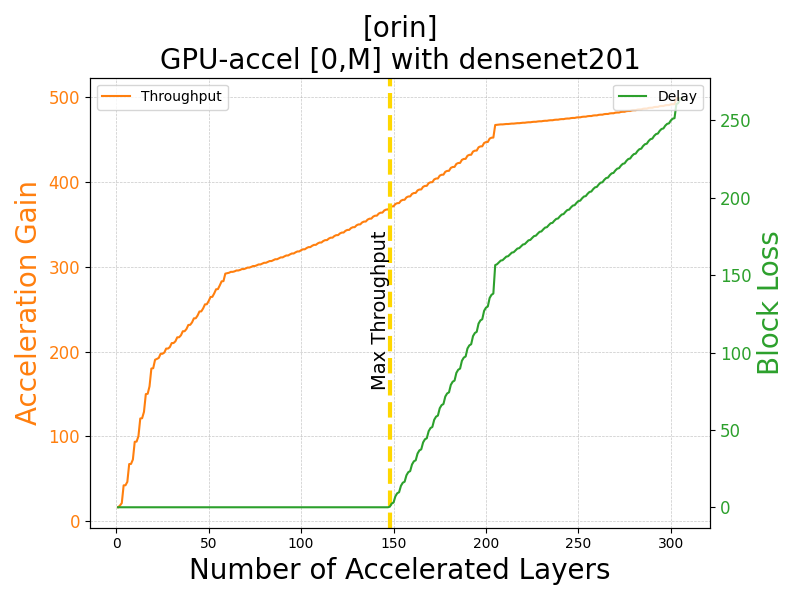 [orin]
GPU-accel [0,M] with densenet201
Throughput
Delay
Acceleration Gain
500
400
300
200
100
0
Max Throughput
250
200
150
100
50
0
Block Loss
0 50 100 150 200 250 300
Number of Accelerated Layers